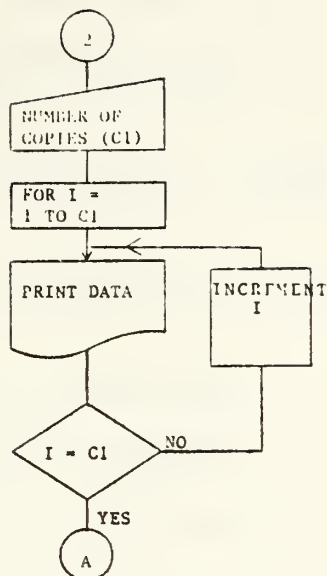 2
NUMBER OF
COPIES (C1)
FOR I =
1 TO C1
PRINT DATA
INCREMENT
I
I = C1
NO
YES
A